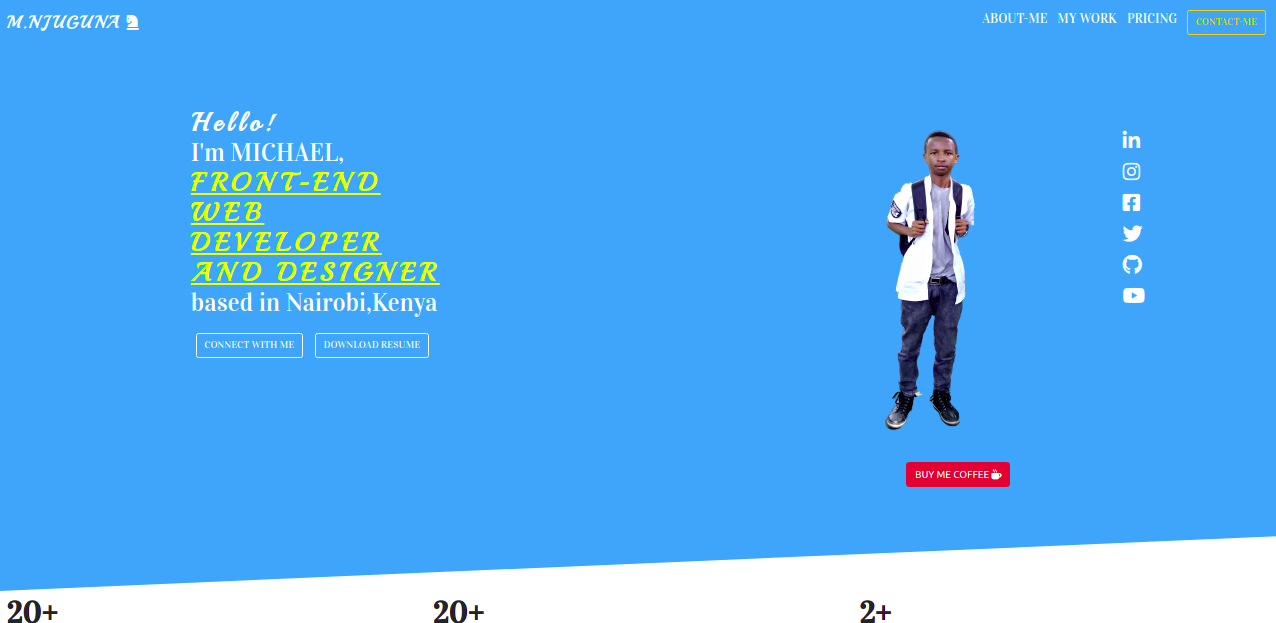 M.NJUGUNA
ABOUT-ME MY WORK PRICING CONTACT-ME
Hello!
I'm MICHAEL,
FRONT-END
WEB
DEVELOPER
AND DESIGNER
based in Nairobi,Kenya
CONNECT WITH ME DOWNLOAD RESUME
BUY ME COFFEE
20+ 20+ 2+